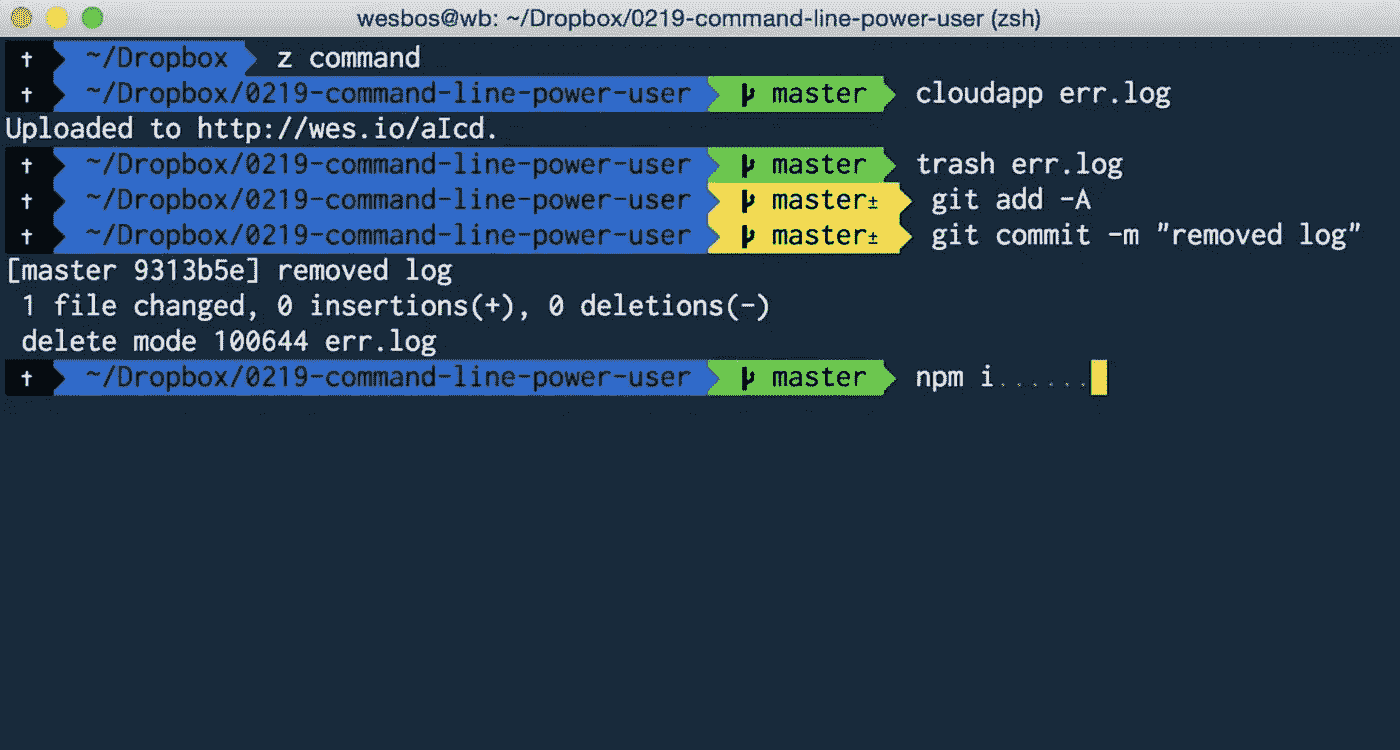 wesbos@wb: ~/Dropbox/0219-command-line-power-user (zsh)
† ~/Dropbox z command
† ~/Dropbox/0219-command-line-power-user master cloudapp err.log
Uploaded to http://wes.io/aIcd.
† ~/Dropbox/0219-command-line-power-user master trash err.log
† ~/Dropbox/0219-command-line-power-user master± git add -A
† ~/Dropbox/0219-command-line-power-user master± git commit -m "removed log"
[master 9313b5e] removed log
1 file changed, 0 insertions(+), 0 deletions(-)
delete mode 100644 err.log
† ~/Dropbox/0219-command-line-power-user master npm i......